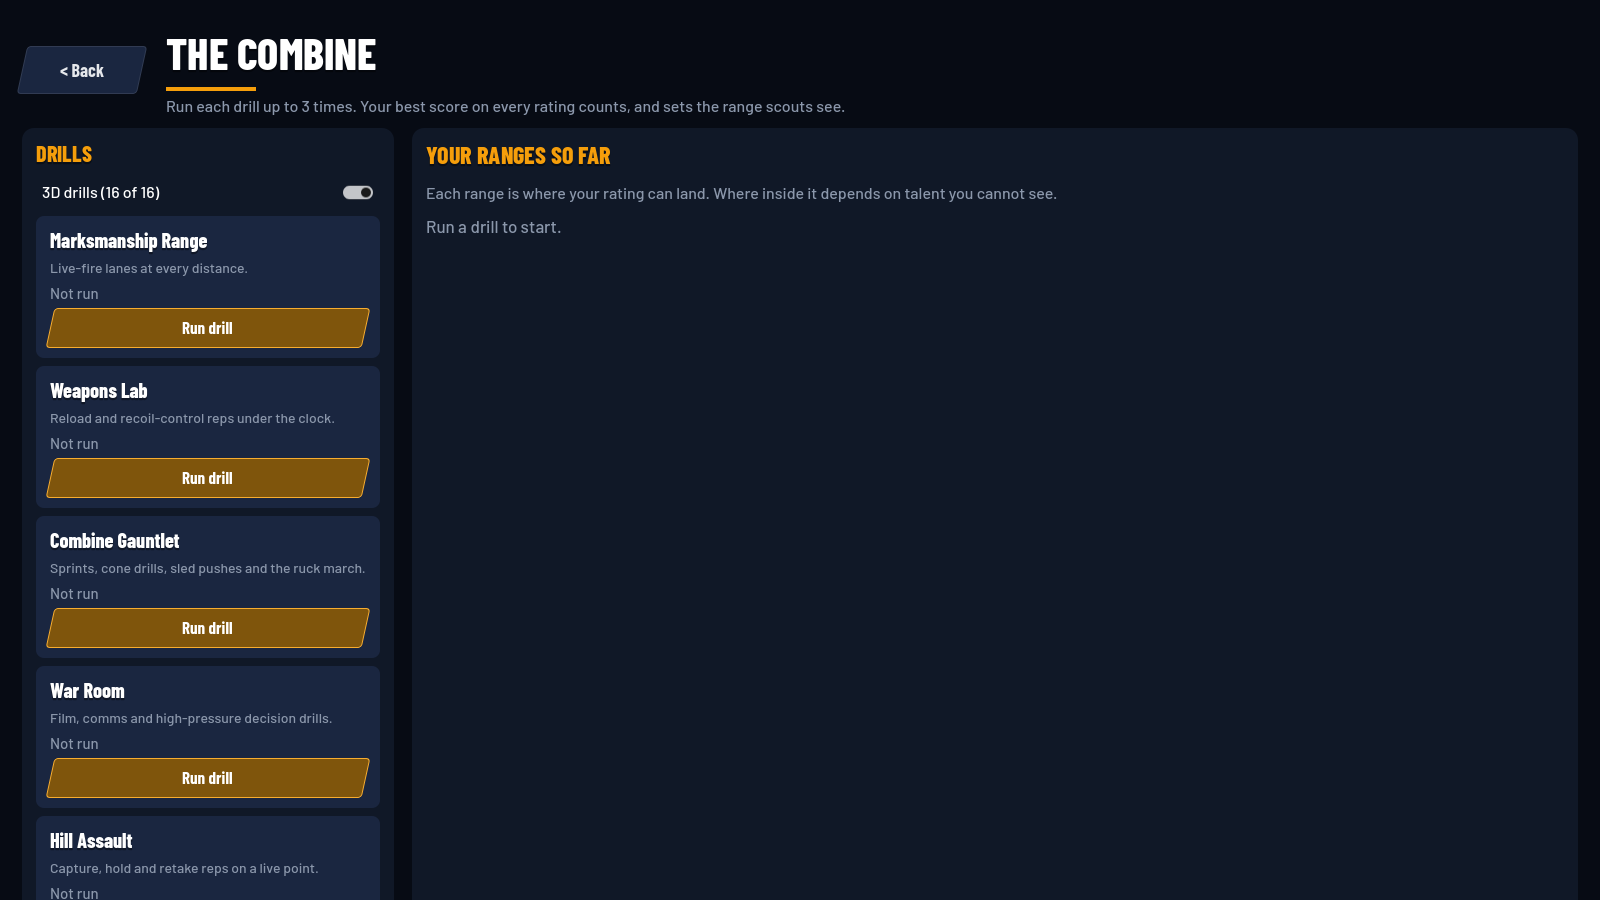 < Back
THE COMBINE
Run each drill up to 3 times. Your best score on every rating counts, and sets the range scouts see.
DRILLS
3D drills (16 of 16)
Marksmanship Range
Live-fire lanes at every distance.
Not run
Run drill
Weapons Lab
Reload and recoil-control reps under the clock.
Not run
Run drill
Combine Gauntlet
Sprints, cone drills, sled pushes and the ruck march.
Not run
Run drill
War Room
Film, comms and high-pressure decision drills.
Not run
Run drill
Hill Assault
Capture, hold and retake reps on a live point.
Not run
YOUR RANGES SO FAR
Each range is where your rating can land. Where inside it depends on talent you cannot see.
Run a drill to start.